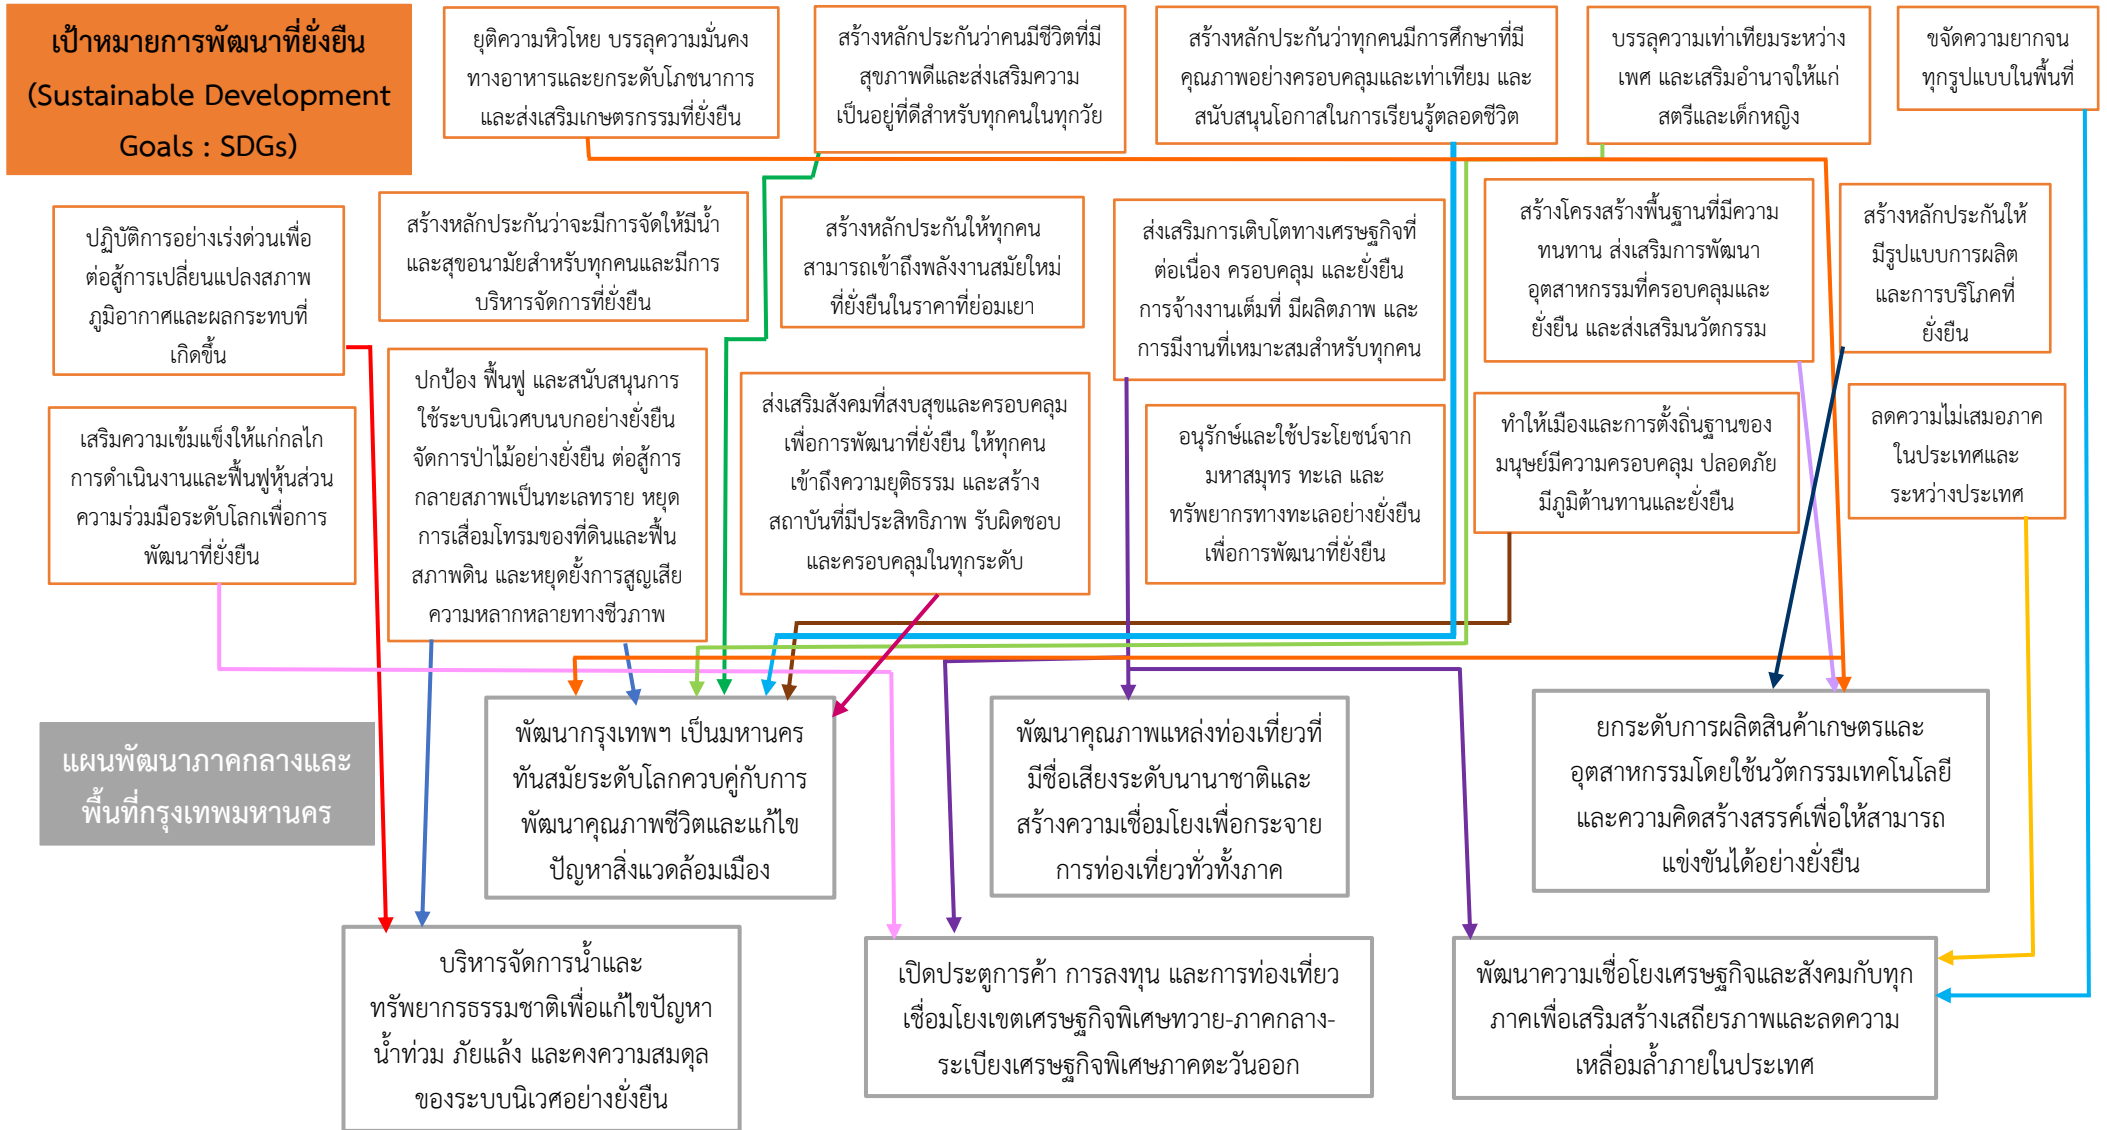 เป้าหมายการพัฒนาที่ยั่งยืน
(Sustainable Development
Goals : SDGs)
ยุติความหิวโหย บรรลุความมั่นคง
ทางอาหารและยกระดับโภชนาการ
และส่งเสริมเกษตรกรรมที่ยั่งยืน
สร้างหลักประกันว่าคนมีชีวิตที่มี
สุขภาพดีและส่งเสริมความ
เป็นอยู่ที่ดีสำหรับทุกคนในทุกวัย
สร้างหลักประกันว่าทุกคนมีการศึกษาที่มี
คุณภาพอย่างครอบคลุมและเท่าเทียม และ
สนับสนุนโอกาสในการเรียนรู้ตลอดชีวิต
บรรลุความเท่าเทียมระหว่าง
เพศ และเสริมอำนาจให้แก่
สตรีและเด็กหญิง
ขจัดความยากจน
ทุกรูปแบบในพื้นที่
ปฏิบัติการอย่างเร่งด่วนเพื่อ
ต่อสู้การเปลี่ยนแปลงสภาพ
ภูมิอากาศและผลกระทบที่
เกิดขึ้น
สร้างหลักประกันว่าจะมีการจัดให้มีน้ำ
และสุขอนามัยสำหรับทุกคนและมีการ
บริหารจัดการที่ยั่งยืน
สร้างหลักประกันให้ทุกคน
สามารถเข้าถึงพลังงานสมัยใหม่
ที่ยั่งยืนในราคาที่ย่อมเยา
ส่งเสริมการเติบโตทางเศรษฐกิจที่
ต่อเนื่อง ครอบคลุม และยั่งยืน
การจ้างงานเต็มที่ มีผลิตภาพ และ
การมีงานที่เหมาะสมสำหรับทุกคน
สร้างโครงสร้างพื้นฐานที่มีความ
ทนทาน ส่งเสริมการพัฒนา
อุตสาหกรรมที่ครอบคลุมและ
ยั่งยืน และส่งเสริมนวัตกรรม
สร้างหลักประกันให้
มีรูปแบบการผลิต
และการบริโภคที่
ยั่งยืน
เสริมความเข้มแข็งให้แก่กลไก
การดำเนินงานและฟื้นฟูหุ้นส่วน
ความร่วมมือระดับโลกเพื่อการ
พัฒนาที่ยั่งยืน
ปกป้อง ฟื้นฟู และสนับสนุนการ
ใช้ระบบนิเวศบนบกอย่างยั่งยืน
จัดการป่าไม้อย่างยั่งยืน ต่อสู้การ
กลายสภาพเป็นทะเลทราย หยุด
การเสื่อมโทรมของที่ดินและฟื้น
สภาพดิน และหยุดยั้งการสูญเสีย
ความหลากหลายทางชีวภาพ
ส่งเสริมสังคมที่สงบสุขและครอบคลุม
เพื่อการพัฒนาที่ยั่งยืน ให้ทุกคน
เข้าถึงความยุติธรรม และสร้าง
สถาบันที่มีประสิทธิภาพ รับผิดชอบ
และครอบคลุมในทุกระดับ
อนุรักษ์และใช้ประโยชน์จาก
มหาสมุทร ทะเล และ
ทรัพยากรทางทะเลอย่างยั่งยืน
เพื่อการพัฒนาที่ยั่งยืน
ทำให้เมืองและการตั้งถิ่นฐานของ
มนุษย์มีความครอบคลุม ปลอดภัย
มีภูมิต้านทานและยั่งยืน
ลดความไม่เสมอภาค
ในประเทศและ
ระหว่างประเทศ
แผนพัฒนาภาคกลางและ
พื้นที่กรุงเทพมหานคร
พัฒนากรุงเทพฯ เป็นมหานคร
ทันสมัยระดับโลกควบคู่กับการ
พัฒนาคุณภาพชีวิตและแก้ไข
ปัญหาสิ่งแวดล้อมเมือง
พัฒนาคุณภาพแหล่งท่องเที่ยวที่
มีชื่อเสียงระดับนานาชาติและ
สร้างความเชื่อมโยงเพื่อกระจาย
การท่องเที่ยวทั่วทั้งภาค
ยกระดับการผลิตสินค้าเกษตรและ
อุตสาหกรรมโดยใช้นวัตกรรมเทคโนโลยี
และความคิดสร้างสรรค์เพื่อให้สามารถ
แข่งขันได้อย่างยั่งยืน
บริหารจัดการน้ำและ
ทรัพยากรธรรมชาติเพื่อแก้ไขปัญหา
น้ำท่วม ภัยแล้ง และคงความสมดุล
ของระบบนิเวศอย่างยั่งยืน
เปิดประตูการค้า การลงทุน และการท่องเที่ยว
เชื่อมโยงเขตเศรษฐกิจพิเศษทวาย-ภาคกลาง-
ระเบียงเศรษฐกิจพิเศษภาคตะวันออก
พัฒนาความเชื่อโยงเศรษฐกิจและสังคมกับทุก
ภาคเพื่อเสริมสร้างเสถียรภาพและลดความ
เหลื่อมล้ำภายในประเทศ